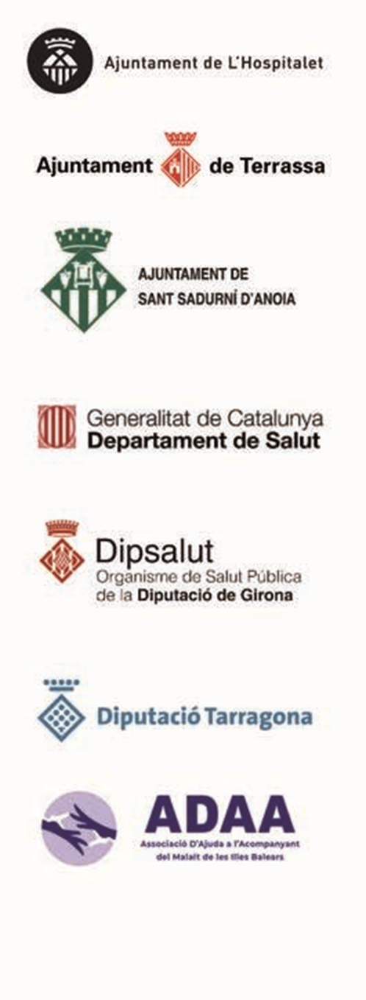 Ajuntament de L'Hospitalet
Ajuntament de Terrassa
AJUNTAMENT DE
SANT SADURNÍ D'ANOIA
Generalitat de Catalunya
Departament de Salut
Dipsalut
Organisme de Salut Pública
de la Diputació de Girona
Diputació Tarragona
ADAA
Associació D'Ajuda a l'Acompanyant
del Malalt de les Illes Balears